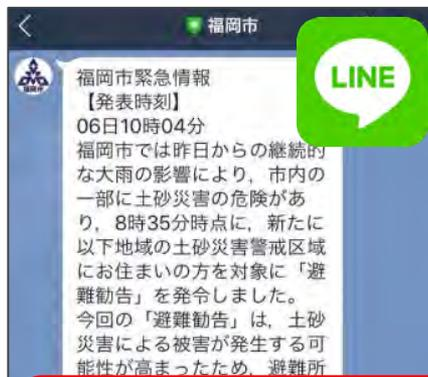 福岡市
LINE
福岡市緊急情報
【発表時刻】
06日10時04分
福岡市では昨日からの継続的
な大雨の影響により，市内の
一部に土砂災害の危険があ
り，8時35分時点に，新たに
以下地域の土砂災害警戒区域
にお住まいの方を対象に「避
難勧告」を発令しました。
今回の「避難勧告」は，土砂
災害による被害が発生する可
能性が高まったため，避難所